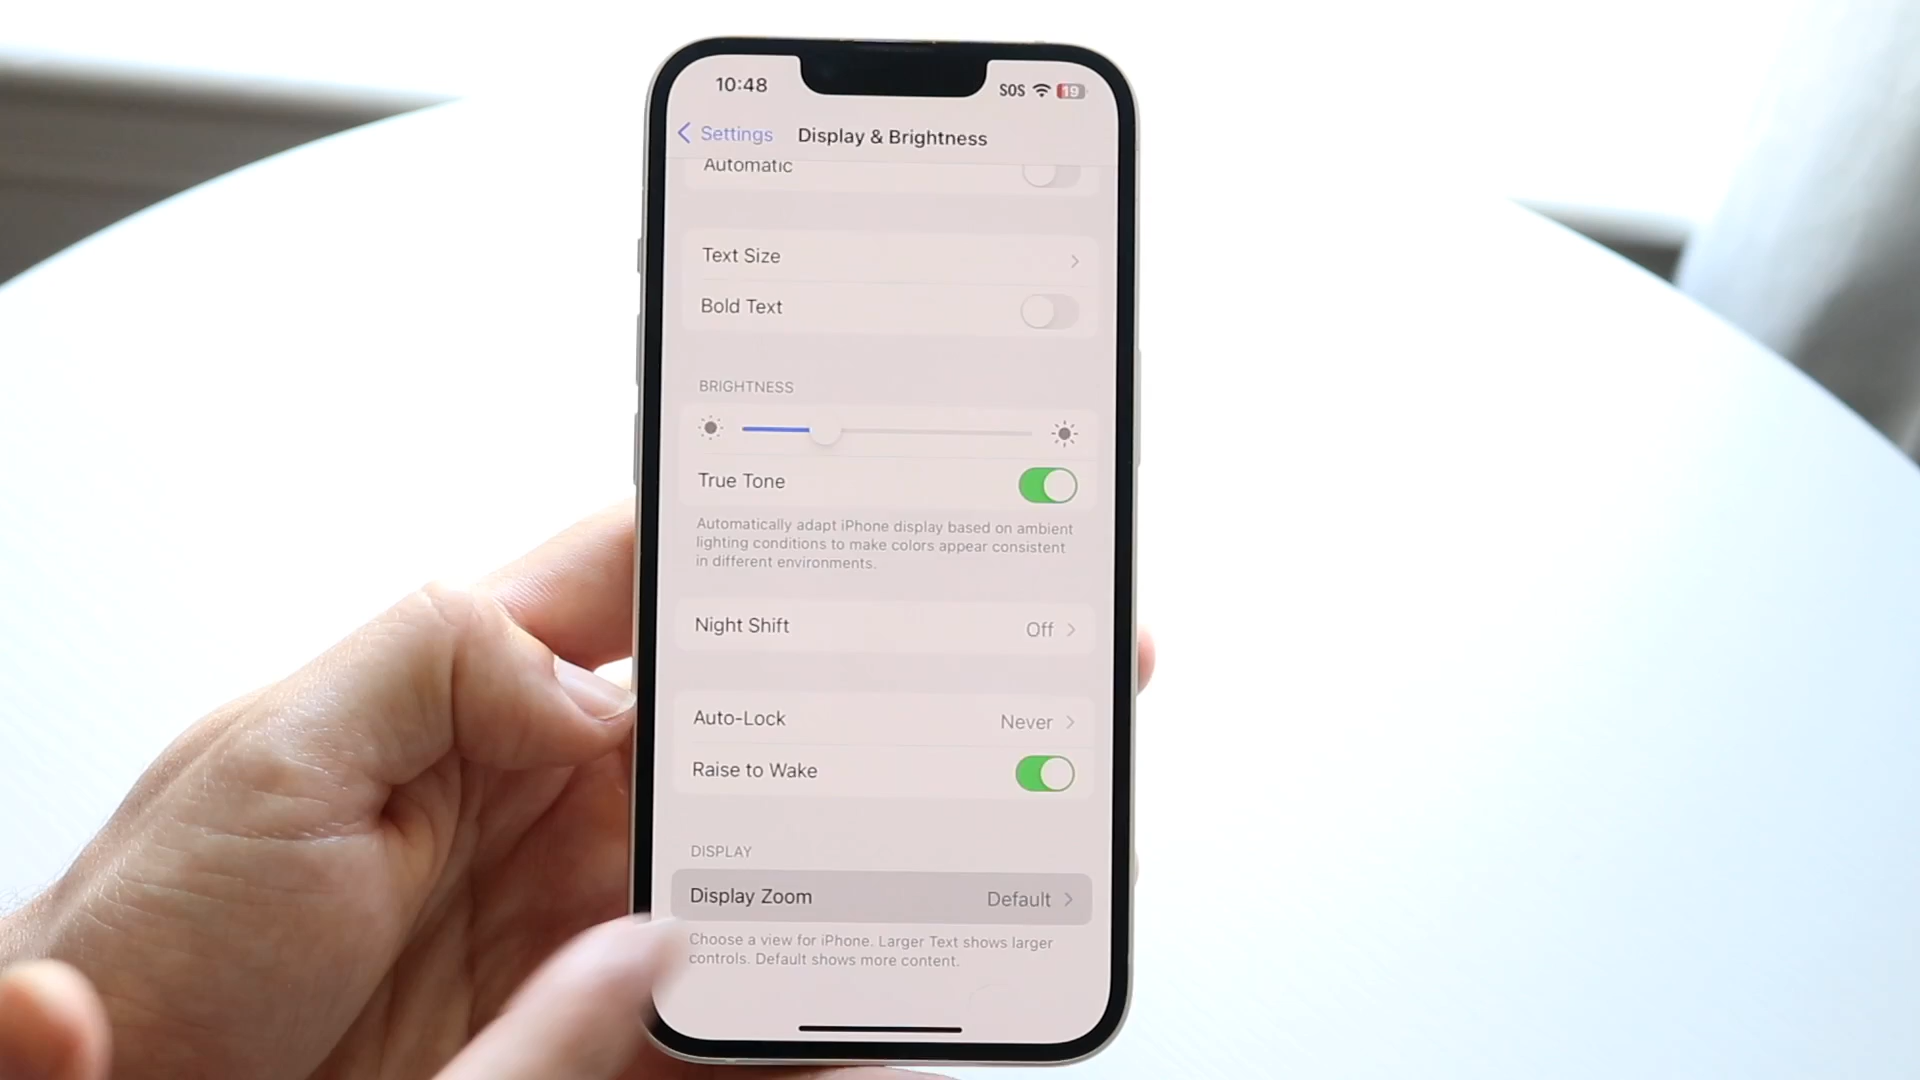 10:48
SOS 19
Settings Display & Brightness
Automatic
Text Size
Bold Text
BRIGHTNESS
True Tone
Automatically adapt iPhone display based on ambient
lighting conditions to make colors appear consistent
in different environments.
Night Shift Off
Auto-Lock Never
Raise to Wake
DISPLAY
Display Zoom Default
Choose a view for iPhone. Larger Text shows larger
controls. Default shows more content.